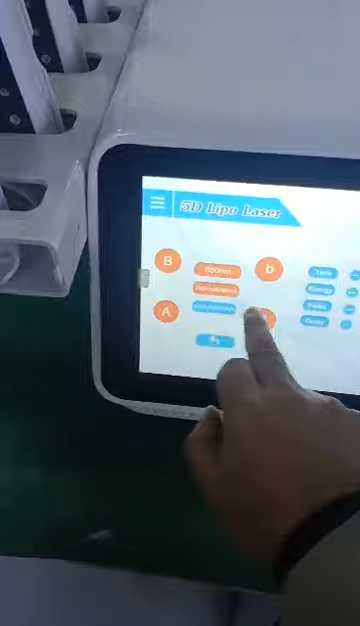 5D Lipo Laser
B
650nm
b
Time
Energy
A
Pulse
Duty